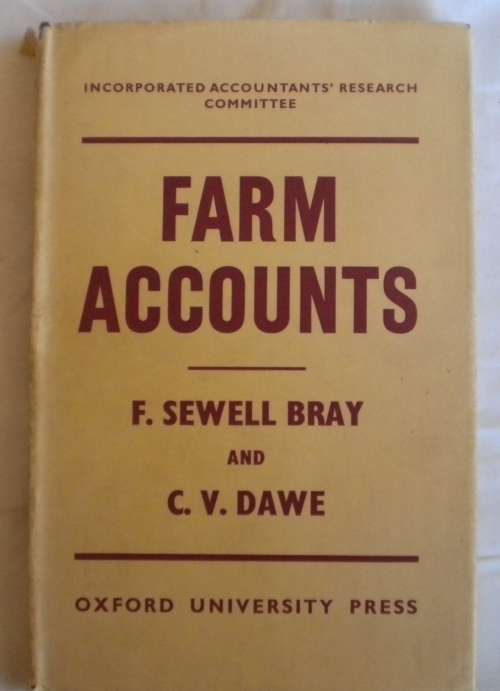 INCORPORATED ACCOUNTANTS' RESEARCH
COMMITTEE
FARM
ACCOUNTS
F. SEWELL BRAY
AND
C. V. DAWE
OXFORD UNIVERSITY PRESS